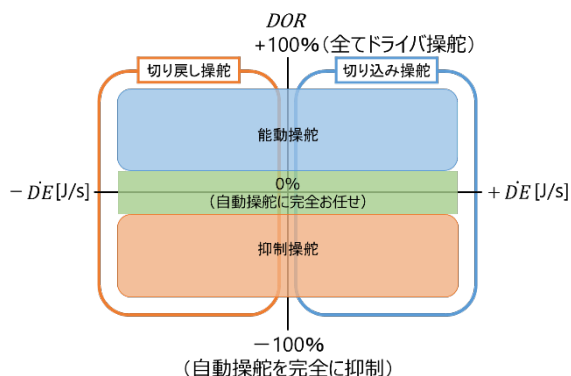 DOR
+100%(全てドライバ操舵)
切り戻し操舵
切り込み操舵
能動操舵
0%
(自動操舵に完全お任せ)
−ḊE[J/s]
+ḊE[J/s]
抑制操舵
−100%
(自動操舵を完全に抑制)